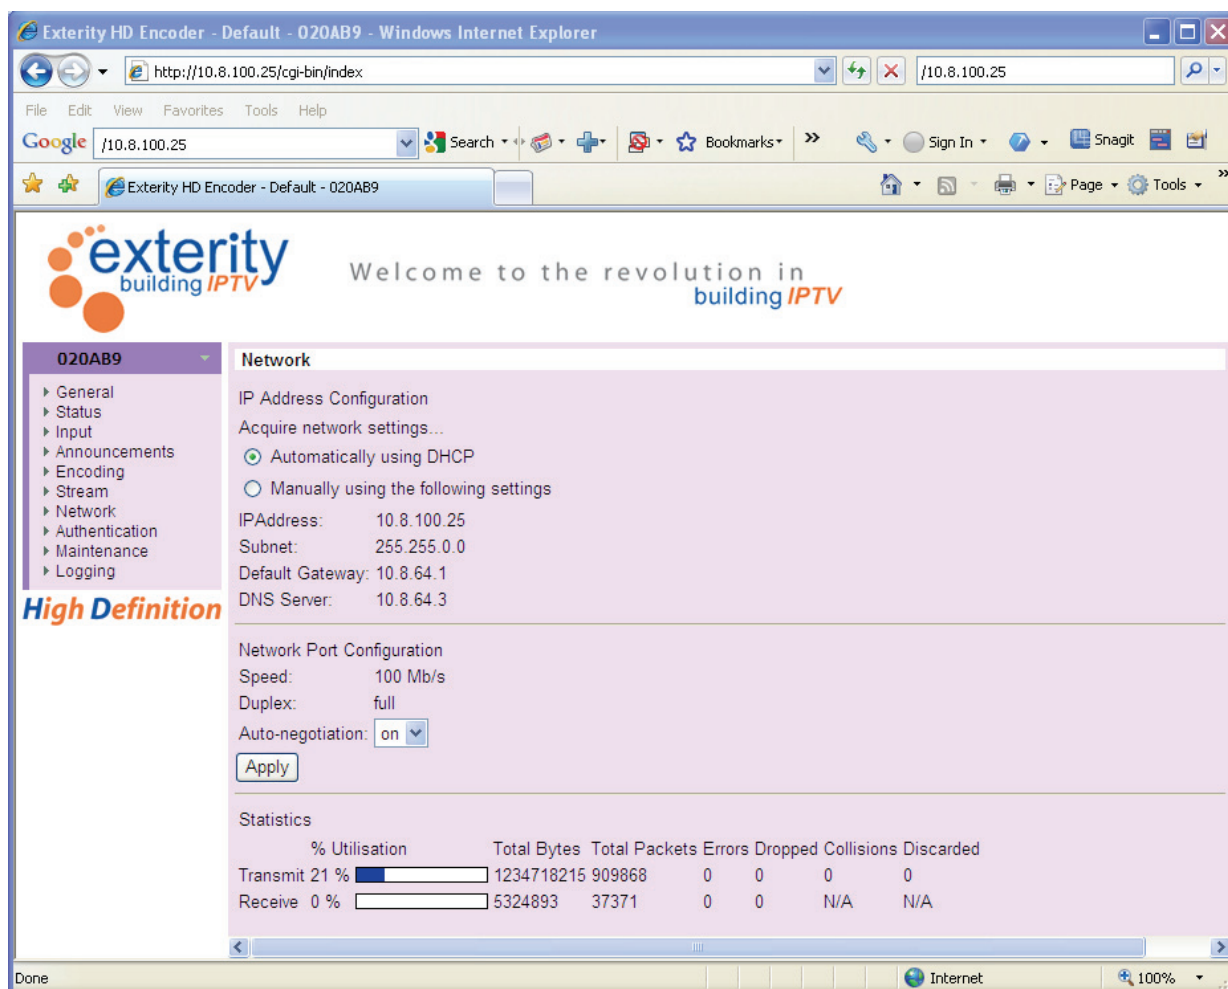 Exterity HD Encoder - Default - 020AB9 - Windows Internet Explorer
http://10.8.100.25/cgi-bin/index
/10.8.100.25
File Edit View Favorites Tools Help
Google /10.8.100.25 Search Bookmarks >> Sign In Snagit
Exterity HD Encoder - Default - 020AB9 Page Tools >>
exterity
building IPTV
Welcome to the revolution in
building IPTV
020AB9
General
Status
Input
Announcements
Encoding
Stream
Network
Authentication
Maintenance
Logging
High Definition
Network
IP Address Configuration
Acquire network settings...
Automatically using DHCP
Manually using the following settings
IPAddress: 10.8.100.25
Subnet: 255.255.0.0
Default Gateway: 10.8.64.1
DNS Server: 10.8.64.3
Network Port Configuration
Speed: 100 Mb/s
Duplex: full
Auto-negotiation: on
Apply
Statistics
% Utilisation Total Bytes Total Packets Errors Dropped Collisions Discarded
Transmit 21 % 1234718215 909868 0 0 0 0
Receive 0 % 5324893 37371 0 0 N/A N/A
Done Internet 100%